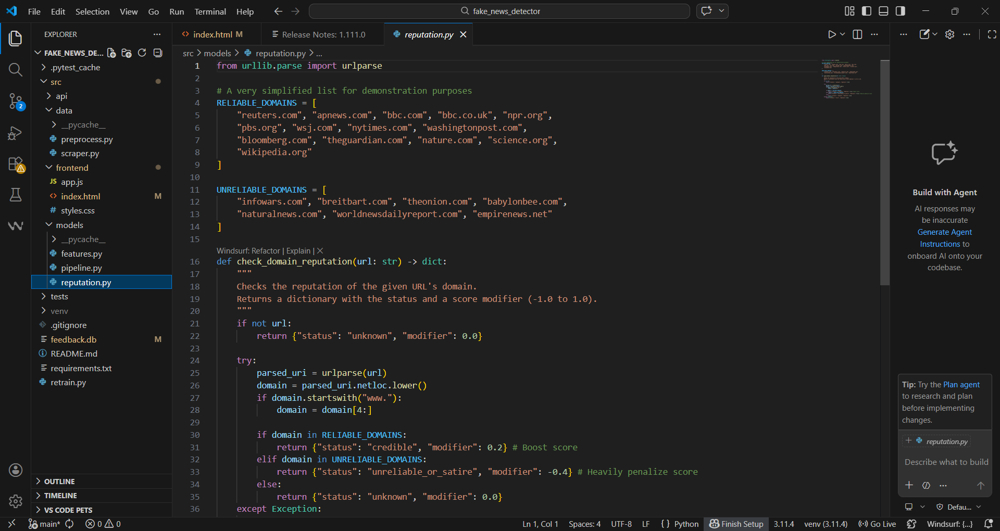 File Edit Selection View Go Run Terminal Help
fake_news_detector
EXPLORER
FAKE_NEWS_DE...
.pytest_cache
src
api
data
__pycache__
preprocess.py
scraper.py
frontend
JS app.js
<> index.html M
# styles.css
models
__pycache__
features.py
pipeline.py
reputation.py
tests
venv
.gitignore
feedback.db M
README.md
requirements.txt
retrain.py
OUTLINE
TIMELINE
VS CODE PETS
2
<> index.html M
Release Notes: 1.111.0
reputation.py
src > models > reputation.py > ...
1 from urllib.parse import urlparse
2
3 # A very simplified list for demonstration purposes
4 RELIABLE_DOMAINS = [
5 "reuters.com", "apnews.com", "bbc.com", "bbc.co.uk", "npr.org",
6 "pbs.org", "wsj.com", "nytimes.com", "washingtonpost.com",
7 "bloomberg.com", "theguardian.com", "nature.com", "science.org",
8 "wikipedia.org"
9 ]
10
11 UNRELIABLE_DOMAINS = [
12 "infowars.com", "breitbart.com", "theonion.com", "babylonbee.com",
13 "naturalnews.com", "worldnewsdailyreport.com", "empirenews.net"
14 ]
15
Windsurf: Refactor | Explain | X
16 def check_domain_reputation(url: str) -> dict:
17 """
18 Checks the reputation of the given URL's domain.
19 Returns a dictionary with the status and a score modifier (-1.0 to 1.0).
20 """
21 if not url:
22 return {"status": "unknown", "modifier": 0.0}
23
24 try:
25 parsed_uri = urlparse(url)
26 domain = parsed_uri.netloc.lower()
27 if domain.startswith("www."):
28 domain = domain[4:]
29
30 if domain in RELIABLE_DOMAINS:
31 return {"status": "credible", "modifier": 0.2} # Boost score
32 elif domain in UNRELIABLE_DOMAINS:
33 return {"status": "unreliable_or_satire", "modifier": -0.4} # Heavily penalize score
34 else:
35 return {"status": "unknown", "modifier": 0.0}
36 except Exception:
Build with Agent
AI responses may
be inaccurate
Generate Agent
Instructions to
onboard AI onto your
codebase.
Tip: Try the Plan agent
to research and plan
before implementing
changes.
reputation.py
Describe what to build
Defau...
main* 0 0
Ln 1, Col 1 Spaces: 4 UTF-8 LF { } Python Finish Setup 3.11.4 venv (3.11.4) Go Live Windsurf: {...}